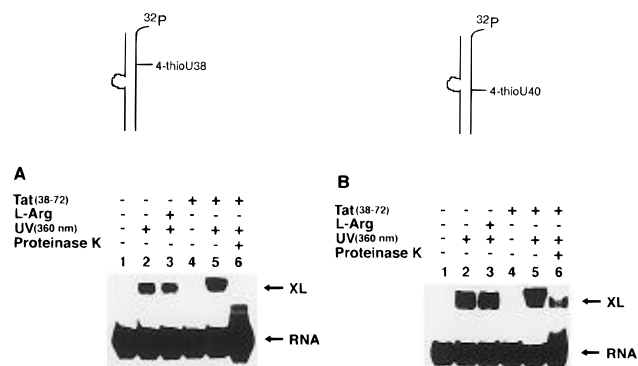 32P
4-thioU38
32P
4-thioU40
A
Tat(38-72) - - - + + +
L-Arg - - + - - -
UV(360 nm) - + + - + +
Proteinase K - - - - - +
1 2 3 4 5 6
XL
RNA
B
Tat(38-72) - - - + + +
L-Arg - - + - - -
UV(360 nm) - + + - + +
Proteinase K - - - - - +
1 2 3 4 5 6
XL
RNA